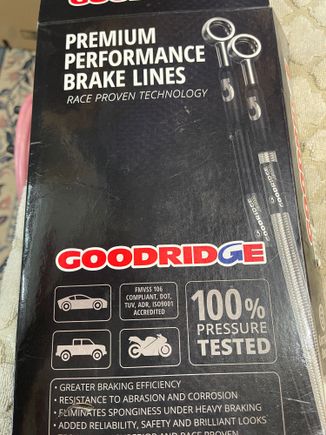 GOODRIDGE
PREMIUM
PERFORMANCE
BRAKE LINES
RACE PROVEN TECHNOLOGY
GOODRIDGE
FMVSS 106
COMPLIANT, DOT,
TUV, ADR, ISO9001
ACCREDITED
100%
PRESSURE
TESTED
• GREATER BRAKING EFFICIENCY
• RESISTANCE TO ABRASION AND CORROSION
• ELIMINATES SPONGINESS UNDER HEAVY BRAKING
• ADDED RELIABILITY, SAFETY AND BRILLIANT LOOKS